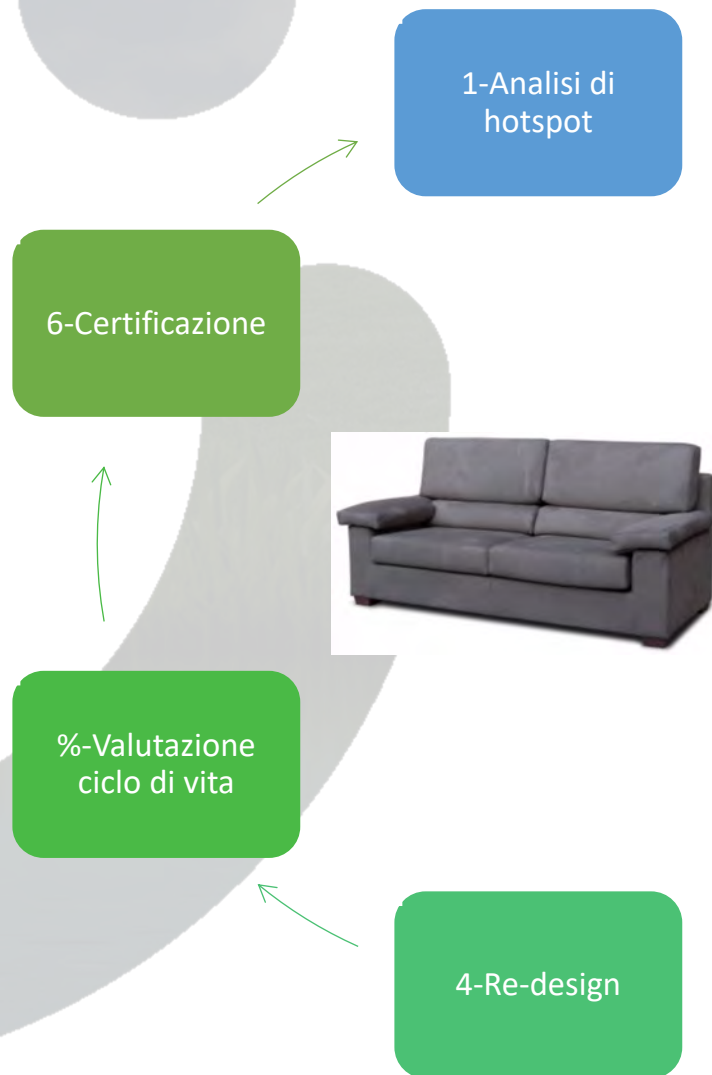 1-Analisi di
hotspot
6-Certificazione
%-Valutazione
ciclo di vita
4-Re-design